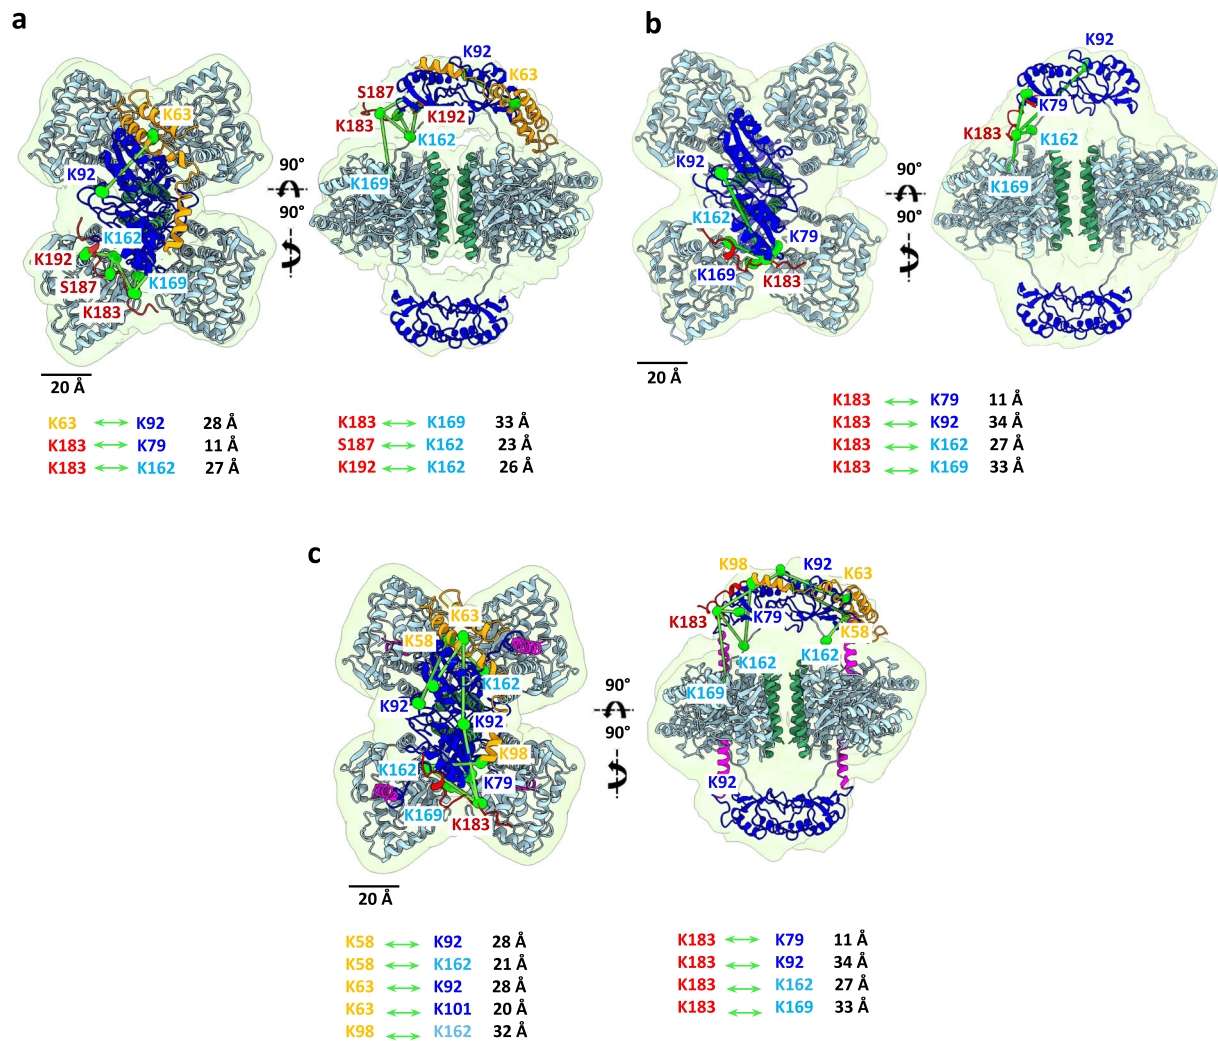 a
K63
K92
K162
K192
S187
K169
K183
90°
90°
K92
K63
S187
K183
K192
K162
K169
20 Å
K63 ↔ K92 28 Å
K183 ↔ K79 11 Å
K183 ↔ K162 27 Å
K183 ↔ K169 33 Å
S187 ↔ K162 23 Å
K192 ↔ K162 26 Å
b
K92
K162
K79
K169
K183
90°
90°
K92
K79
K183
K162
K169
20 Å
K183 ↔ K79 11 Å
K183 ↔ K92 34 Å
K183 ↔ K162 27 Å
K183 ↔ K169 33 Å
c
K63
K58
K162
K92
K92
K98
K162
K79
K169
K183
90°
90°
K98
K92
K63
K183
K79
K58
K162
K162
K169
K92
20 Å
K58 ↔ K92 28 Å
K58 ↔ K162 21 Å
K63 ↔ K92 28 Å
K63 ↔ K101 20 Å
K98 ↔ K162 32 Å
K183 ↔ K79 11 Å
K183 ↔ K92 34 Å
K183 ↔ K162 27 Å
K183 ↔ K169 33 Å